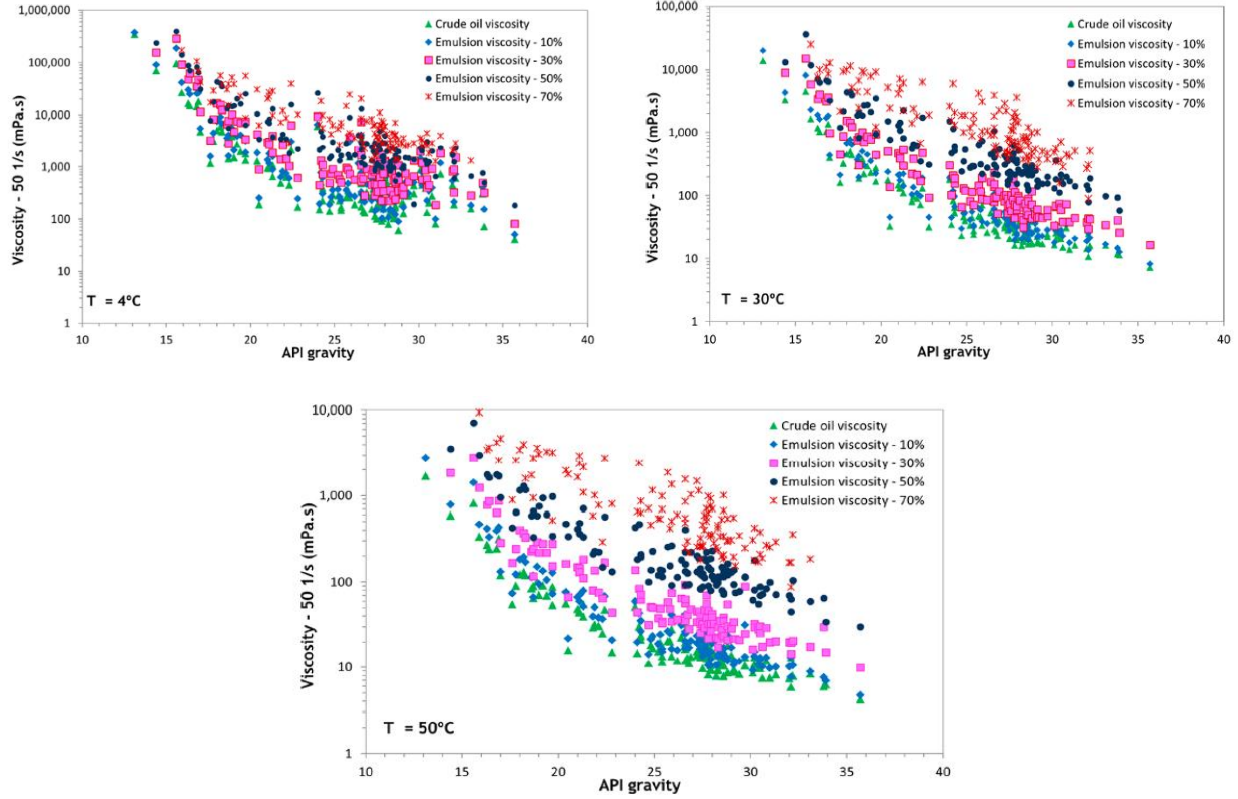 Viscosity - 50 1/s (mPa.s)
1,000,000
100,000
10,000
1,000
100
10
1
Crude oil viscosity
Emulsion viscosity - 10%
Emulsion viscosity - 30%
Emulsion viscosity - 50%
Emulsion viscosity - 70%
T = 4ºC
10 15 20 25 30 35 40
API gravity
Viscosity - 50 1/s (mPa.s)
100,000
10,000
1,000
100
10
1
Crude oil viscosity
Emulsion viscosity - 10%
Emulsion viscosity - 30%
Emulsion viscosity - 50%
Emulsion viscosity - 70%
T = 30ºC
10 15 20 25 30 35 40
API gravity
Viscosity - 50 1/s (mPa.s)
10,000
1,000
100
10
1
Crude oil viscosity
Emulsion viscosity - 10%
Emulsion viscosity - 30%
Emulsion viscosity - 50%
Emulsion viscosity - 70%
T = 50ºC
10 15 20 25 30 35 40
API gravity